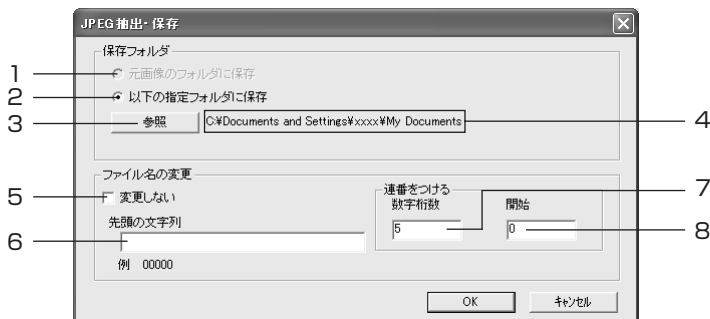 JPEG抽出・保存
保存フォルダ
1
元画像のフォルダに保存
2
以下の指定フォルダに保存
3
参照
C:¥Documents and Settings¥xxxx¥My Documents
4
ファイル名の変更
5
変更しない
連番をつける
7
数字桁数
開始
先頭の文字列
5
0
8
6
例 00000
OK
キャンセル